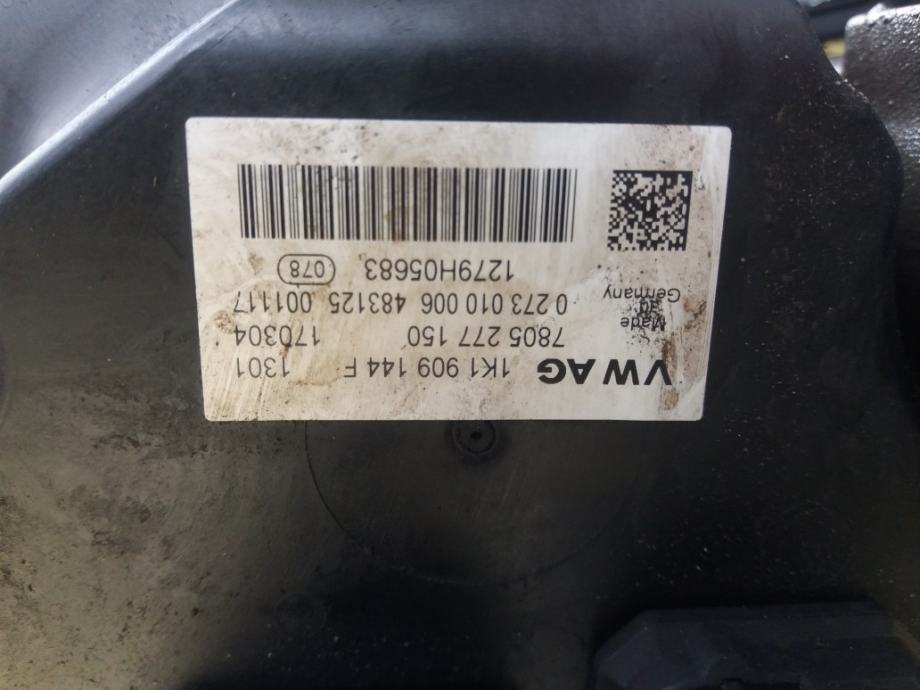 VW AG 1K1 909 144 F 1301
7805 277 150 170304
Made in Germany
0 273 010 006 483125 001117
1279H05683 078